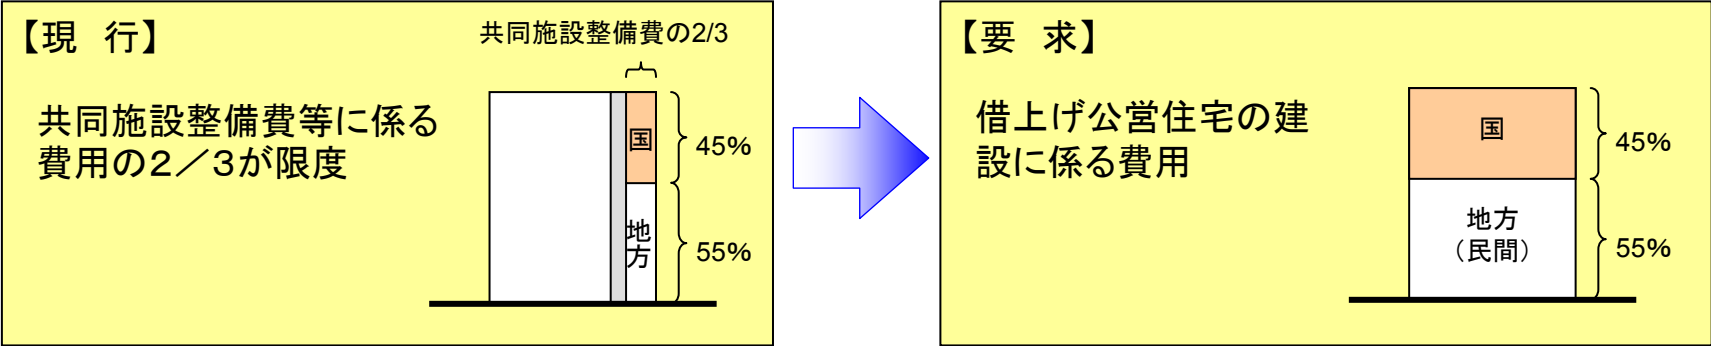 【現　行】
共同施設整備費の2/3
共同施設整備費等に係る
費用の２／３が限度
国
45%
地
方
55%
【要　求】
借上げ公営住宅の建
設に係る費用
国
45%
地方
（民間）
55%